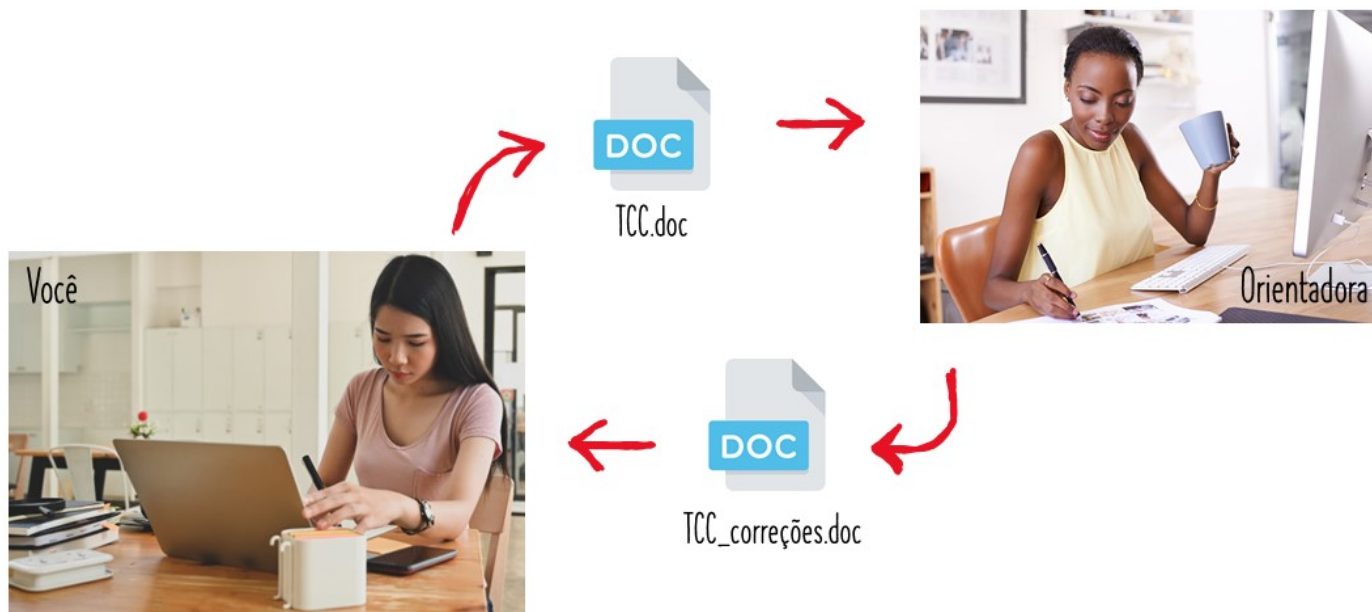 DOC
TCC.doc
Você
Orientadora
DOC
TCC_correções.doc